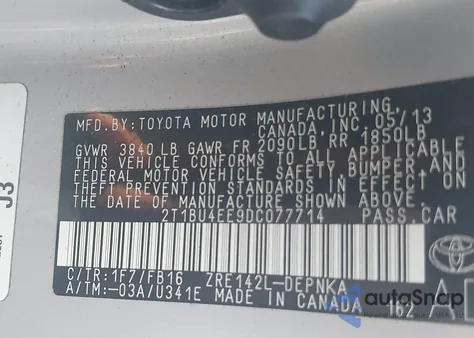 MFD.BY:TOYOTA MOTOR MANUFACTURING,
CANADA, INC. 05/13
GVWR 3840 LB GAWR FR 2090LB RR 1850LB
THIS VEHICLE CONFORMS TO ALL APPLICABLE
FEDERAL MOTOR VEHICLE SAFETY, BUMPER AND
THEFT PREVENTION STANDARDS IN EFFECT ON
THE DATE OF MANUFACTURE SHOWN ABOVE.
2T1BU4EE9DC077714 PASS.CAR
C/TR:1F7/FB16 ZRE142L-DEPNKA
A/TM:-03A/U341E MADE IN CANADA 162 A
J3
TOYOTA
autoSnap